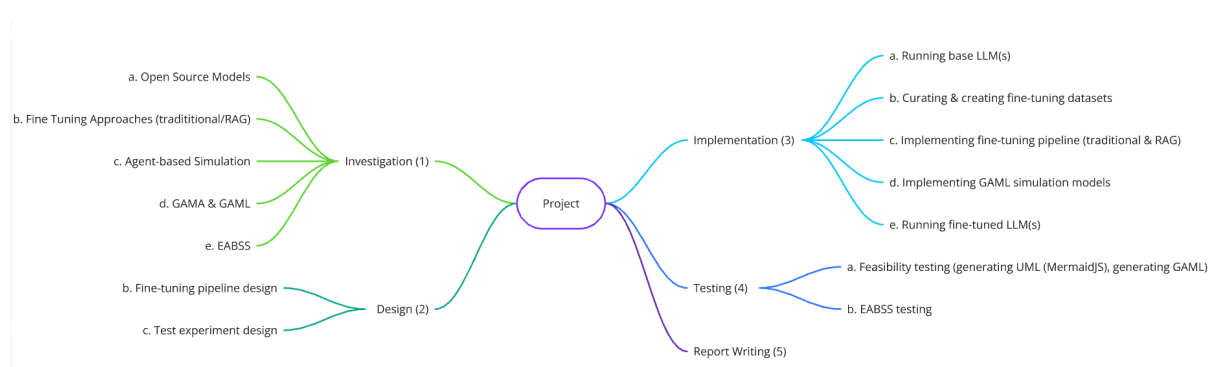 a. Open Source Models
b. Fine Tuning Approaches (tradititional/RAG)
c. Agent-based Simulation
d. GAMA & GAML
e. EABSS
Investigation (1)
b. Fine-tuning pipeline design
c. Test experiment design
Design (2)
Project
Implementation (3)
a. Running base LLM(s)
b. Curating & creating fine-tuning datasets
c. Implementing fine-tuning pipeline (traditional & RAG)
d. Implementing GAML simulation models
e. Running fine-tuned LLM(s)
Testing (4)
a. Feasibility testing (generating UML (MermaidJS), generating GAML)
b. EABSS testing
Report Writing (5)